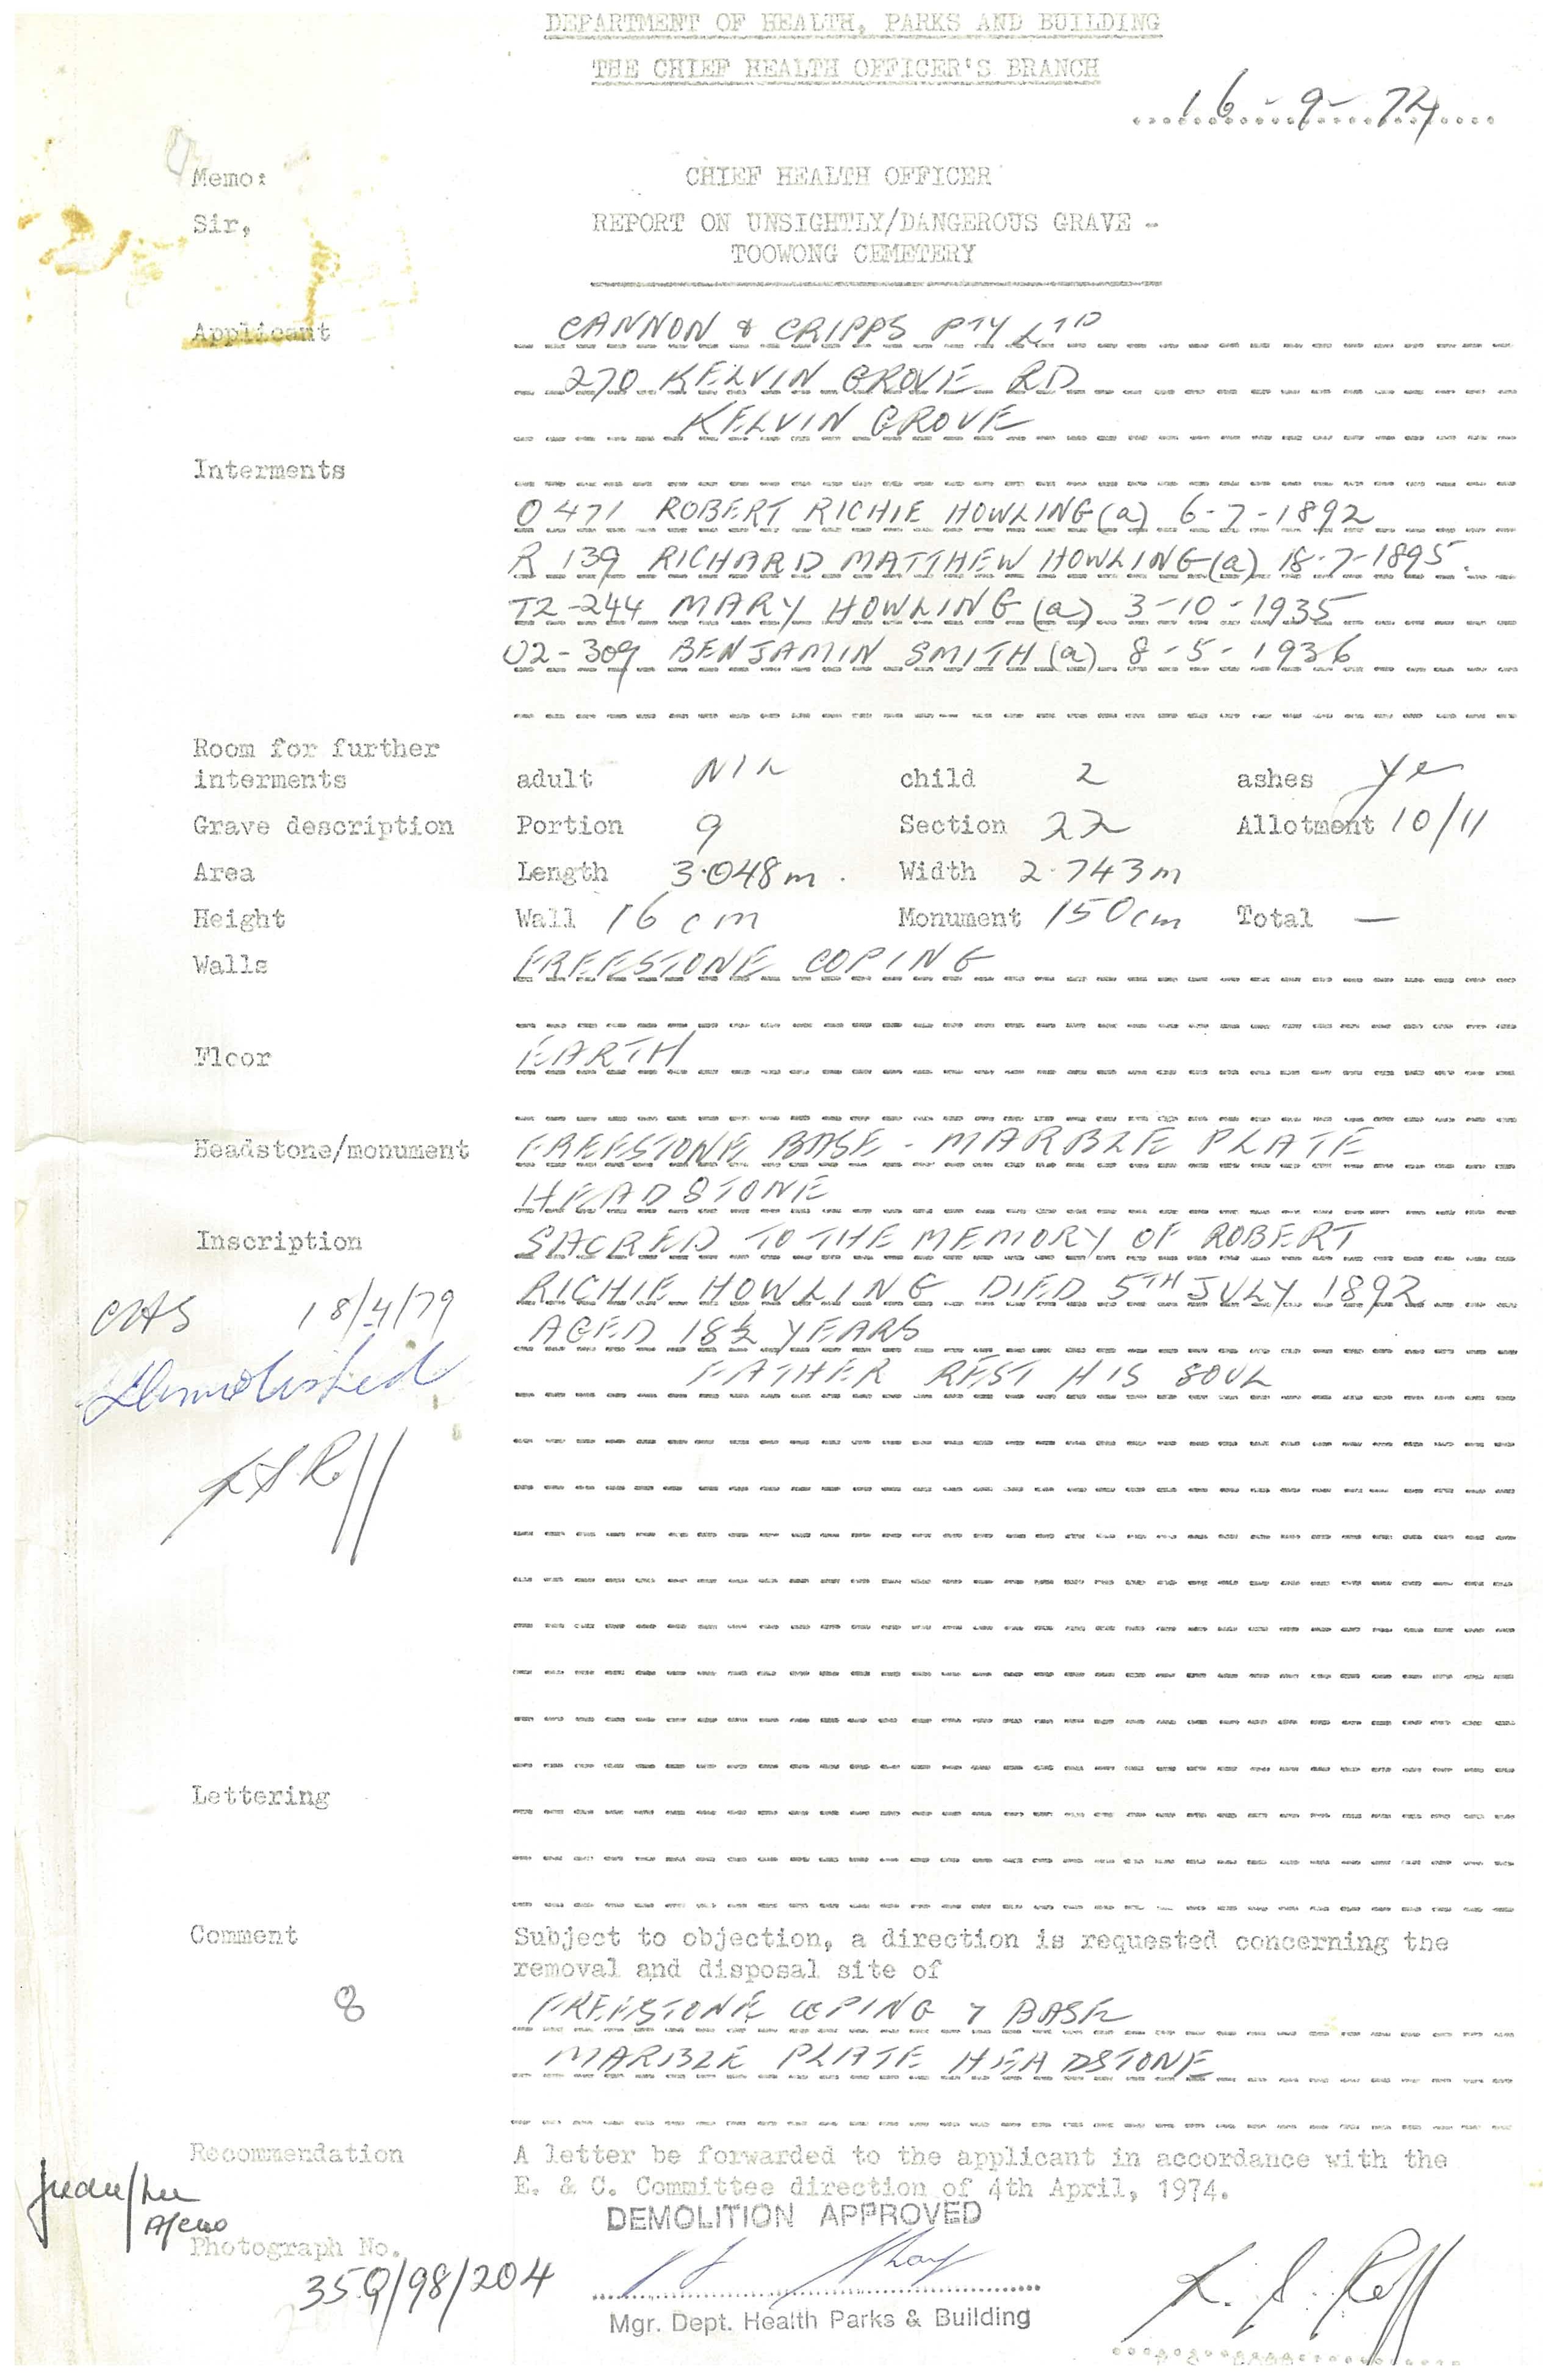 DEPARTMENT OF HEALTH, PARKS AND BUILDING
THE CHIEF HEALTH OFFICER'S BRANCH
16-9-74
Memo: CHIEF HEALTH OFFICER
Sir, REPORT ON UNSIGHTLY/DANGEROUS GRAVE -
TOOWONG CEMETERY
Applicant CANNON & CRIPPS PTY LTD
270 KELVIN GROVE RD
KELVIN GROVE
Interments
O 471 ROBERT RICHIE HOWLING (a) 6-7-1892
R 139 RICHARD MATTHEW HOWLING (a) 18-7-1895.
T2-244 MARY HOWLING (a) 3-10-1935
U2-309 BENJAMIN SMITH (a) 8-5-1936
Room for further
interments adult NIL child 2 ashes yes
Grave description Portion 9 Section 22 Allotment 10/11
Area Length 3.048m. Width 2.743m
Height Wall 16 cm Monument 150cm Total —
Walls FREESTONE COPING
Floor EARTH
Headstone/monument FREESTONE BASE - MARBLE PLATE
HEADSTONE
Inscription SACRED TO THE MEMORY OF ROBERT
RICHIE HOWLING DIED 5TH JULY 1892
AGED 18½ YEARS
FATHER REST HIS SOUL
18/4/79
Demolished
Lettering
Comment Subject to objection, a direction is requested concerning the
removal and disposal site of
8
FREESTONE COPING & BASE
MARBLE PLATE HEADSTONE
Recommendation A letter be forwarded to the applicant in accordance with the
E. & C. Committee direction of 4th April, 1974.
DEMOLITION APPROVED
Photograph No.
35Q/98/204
Mgr. Dept. Health Parks & Building